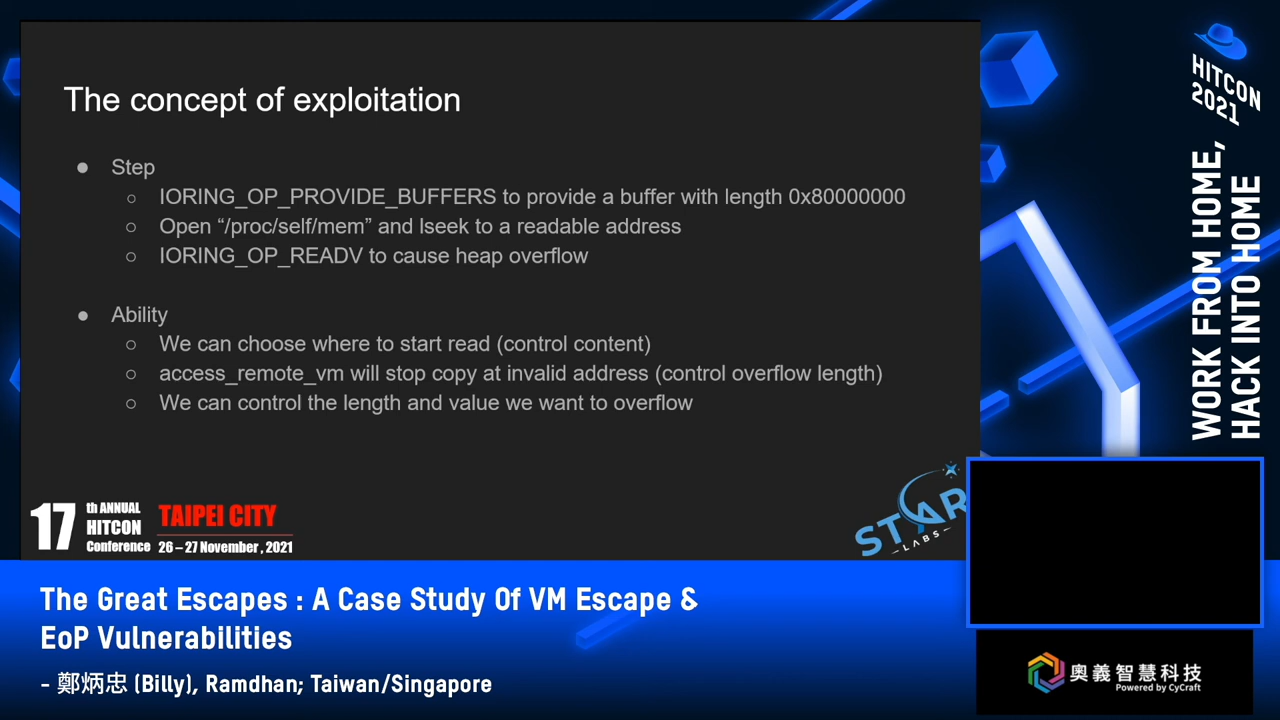 The concept of exploitation
● Step
○ IORING_OP_PROVIDE_BUFFERS to provide a buffer with length 0x80000000
○ Open “/proc/self/mem” and lseek to a readable address
○ IORING_OP_READV to cause heap overflow
● Ability
○ We can choose where to start read (control content)
○ access_remote_vm will stop copy at invalid address (control overflow length)
○ We can control the length and value we want to overflow
17
th ANNUAL
HITCON
Conference
TAIPEI CITY
26 – 27 November , 2021
STAR
LABS
HITCON
2021
WORK FROM HOME,
HACK INTO HOME
The Great Escapes : A Case Study Of VM Escape &
EoP Vulnerabilities
- 鄭炳忠 (Billy), Ramdhan; Taiwan/Singapore
奧義智慧科技
Powered by CyCraft